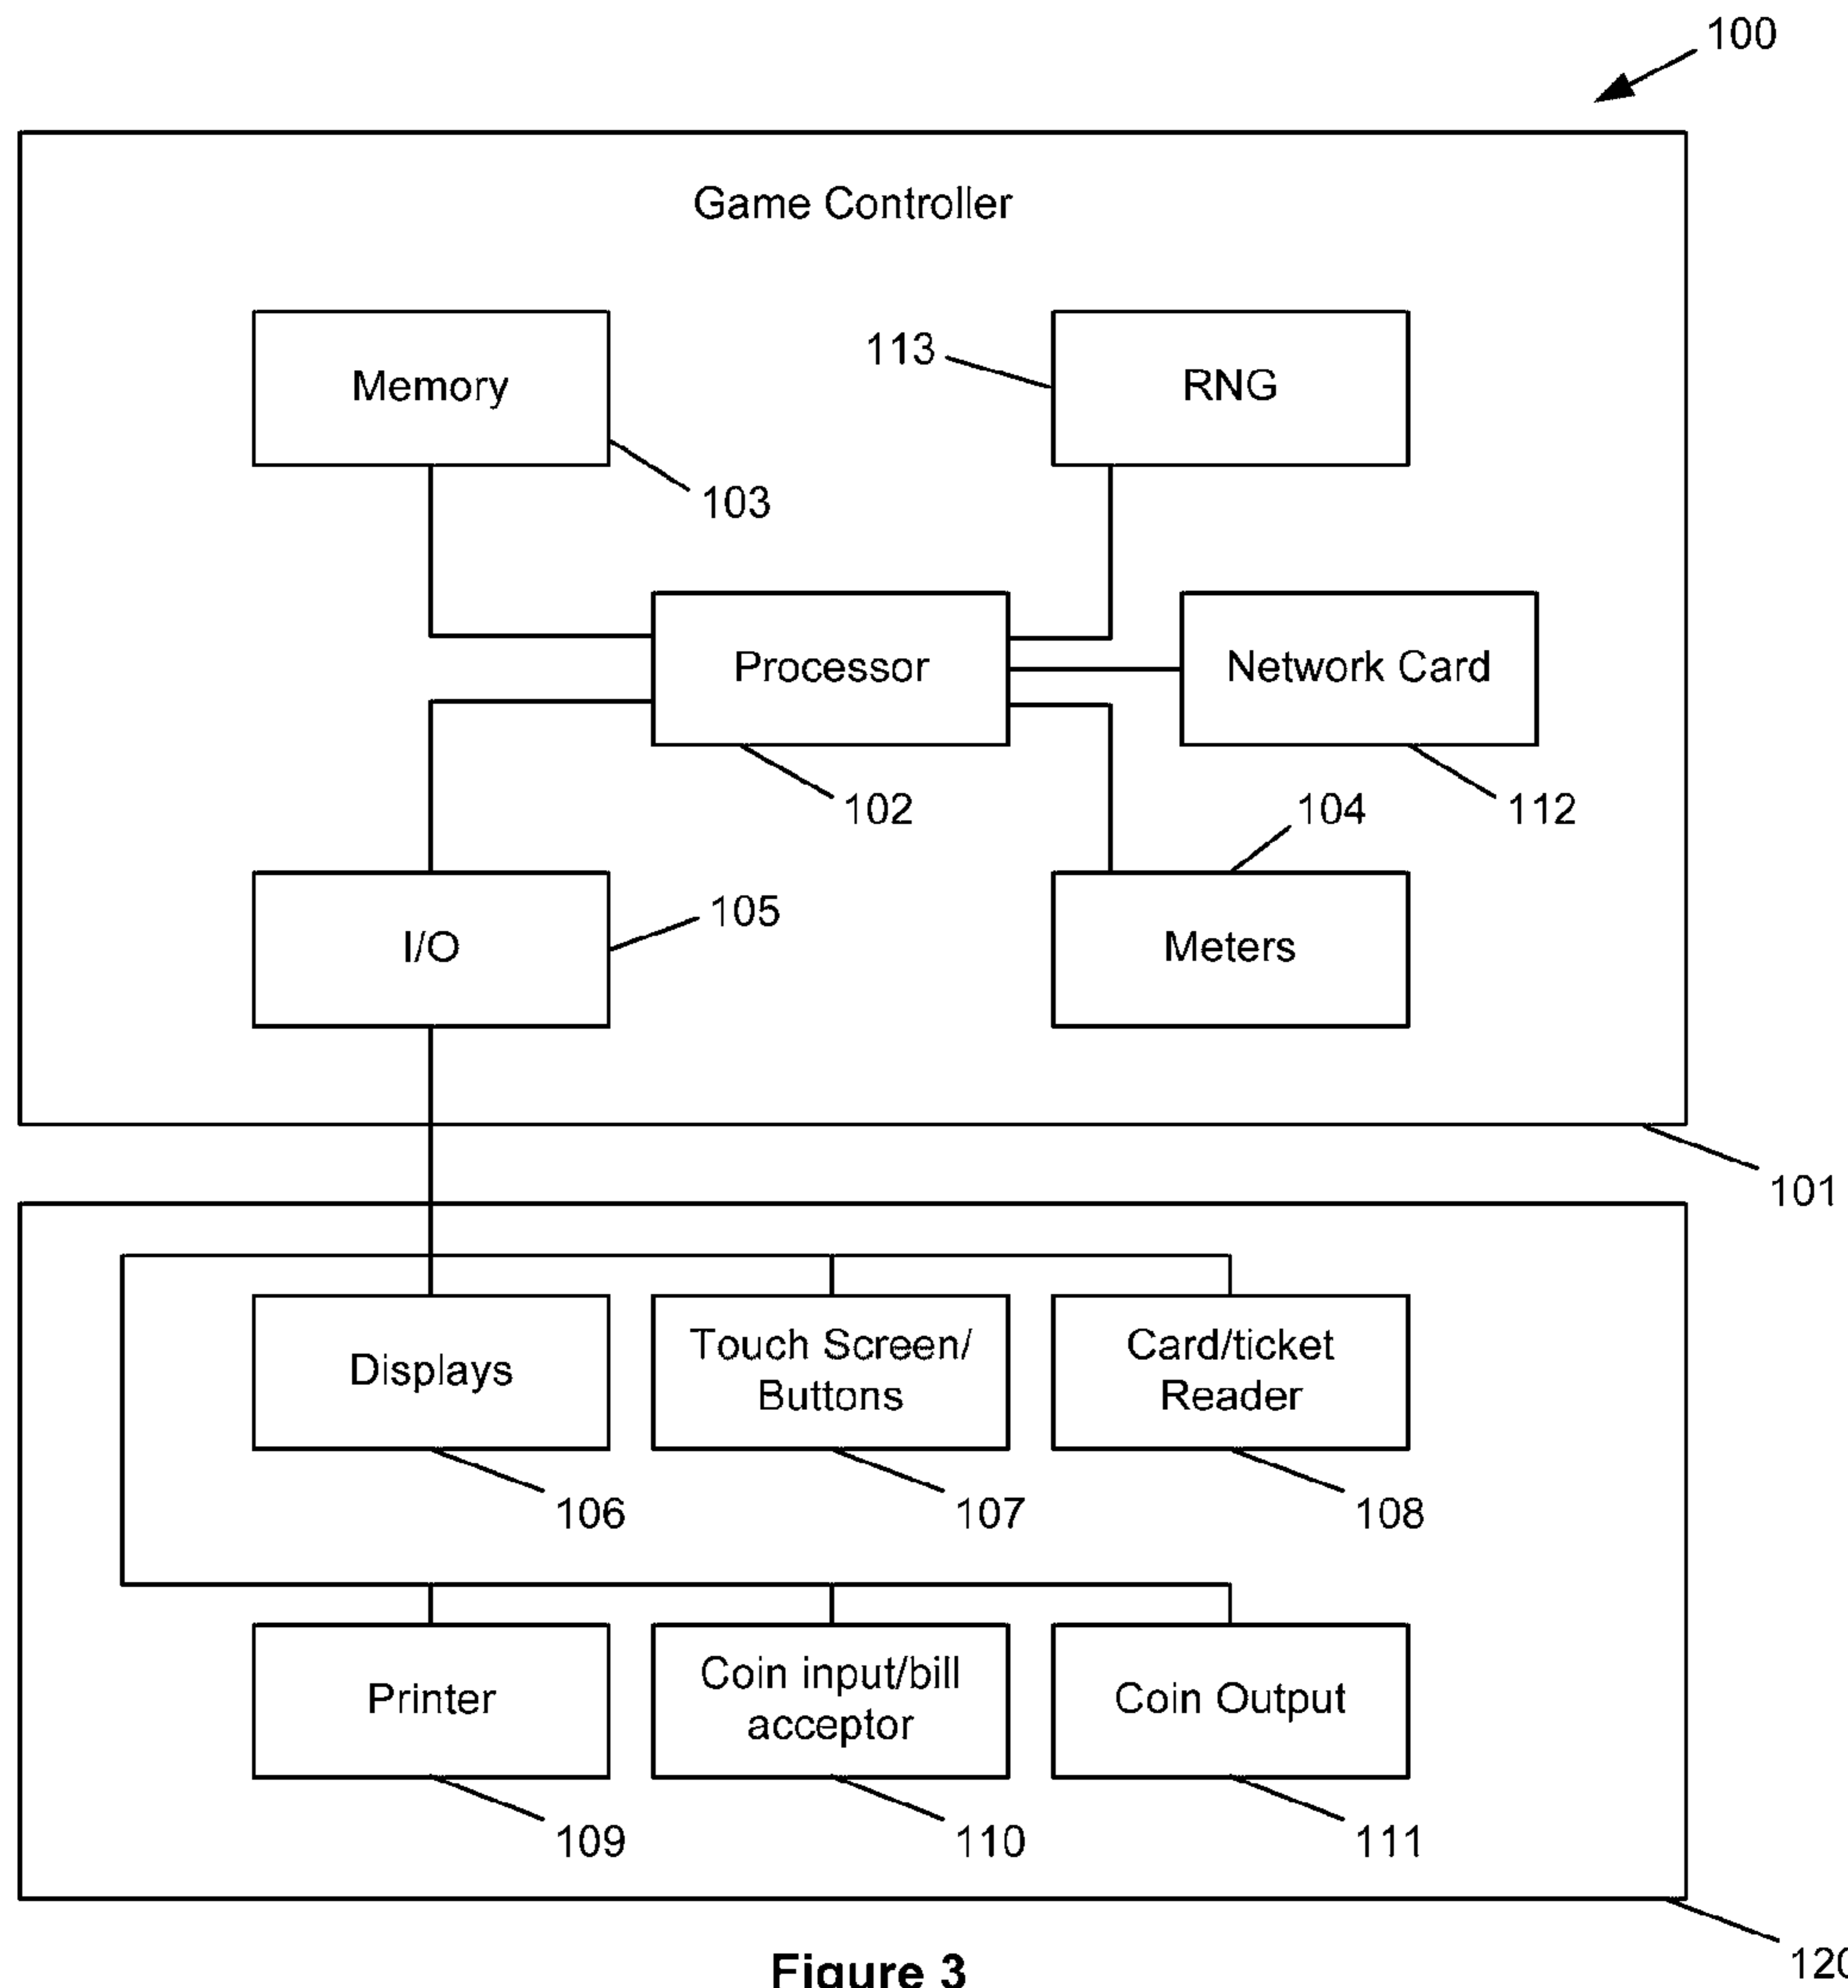 100
Game Controller
Memory
113
RNG
103
Processor
Network Card
102
104
112
I/O
105
Meters
101
Displays
Touch Screen/
Buttons
Card/ticket
Reader
106
107
108
Printer
Coin input/bill
acceptor
Coin Output
109
110
111
120
Figure 3